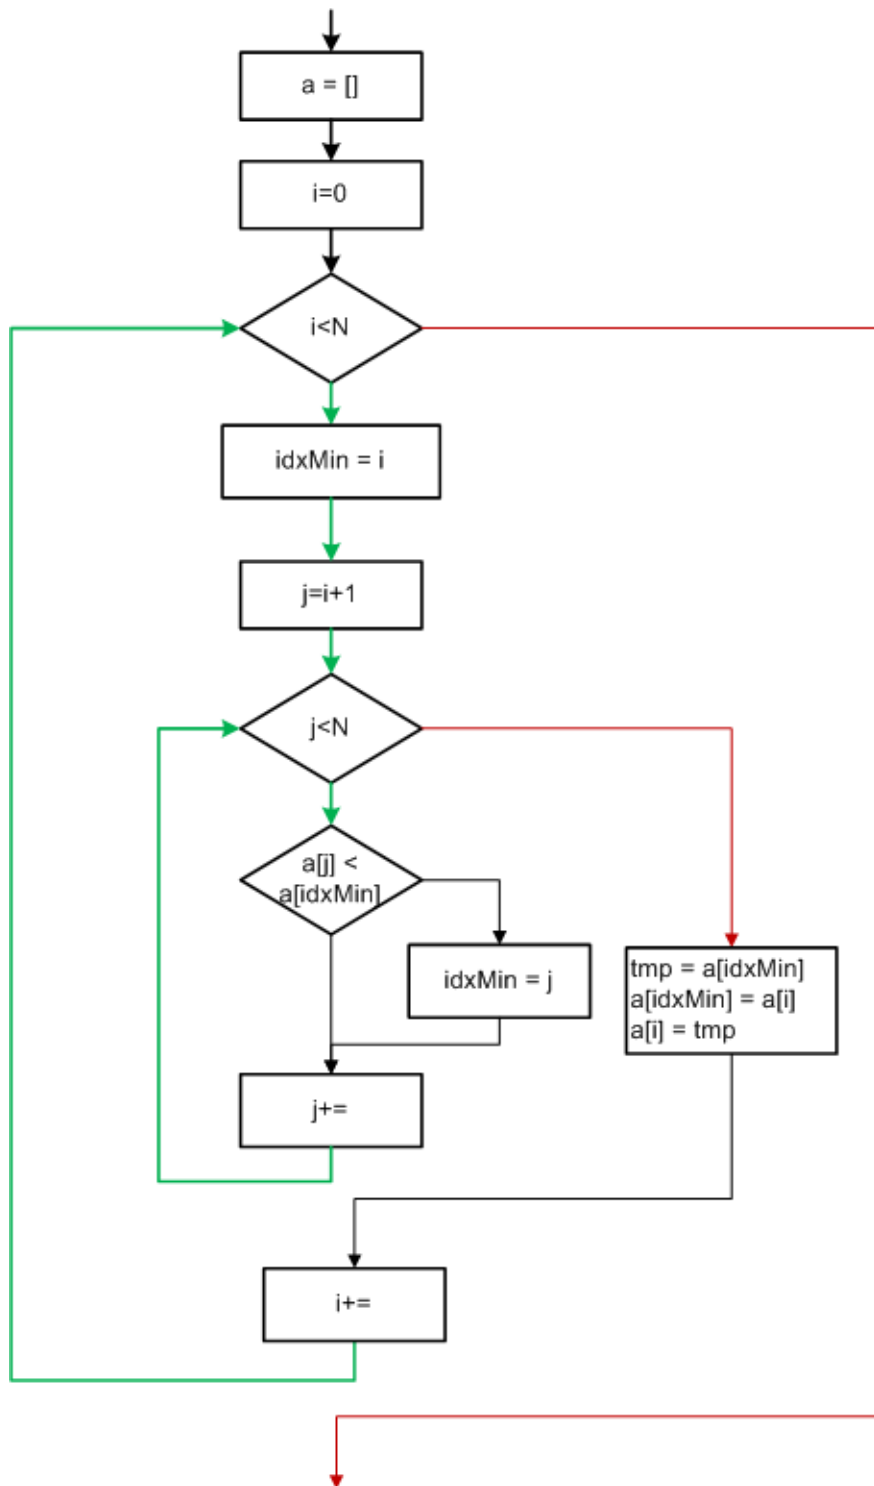 a = []
i=0
i<N
idxMin = i
j=i+1
j<N
a[j] <
a[idxMin]
idxMin = j
tmp = a[idxMin]
a[idxMin] = a[i]
a[i] = tmp
j+=
i+=